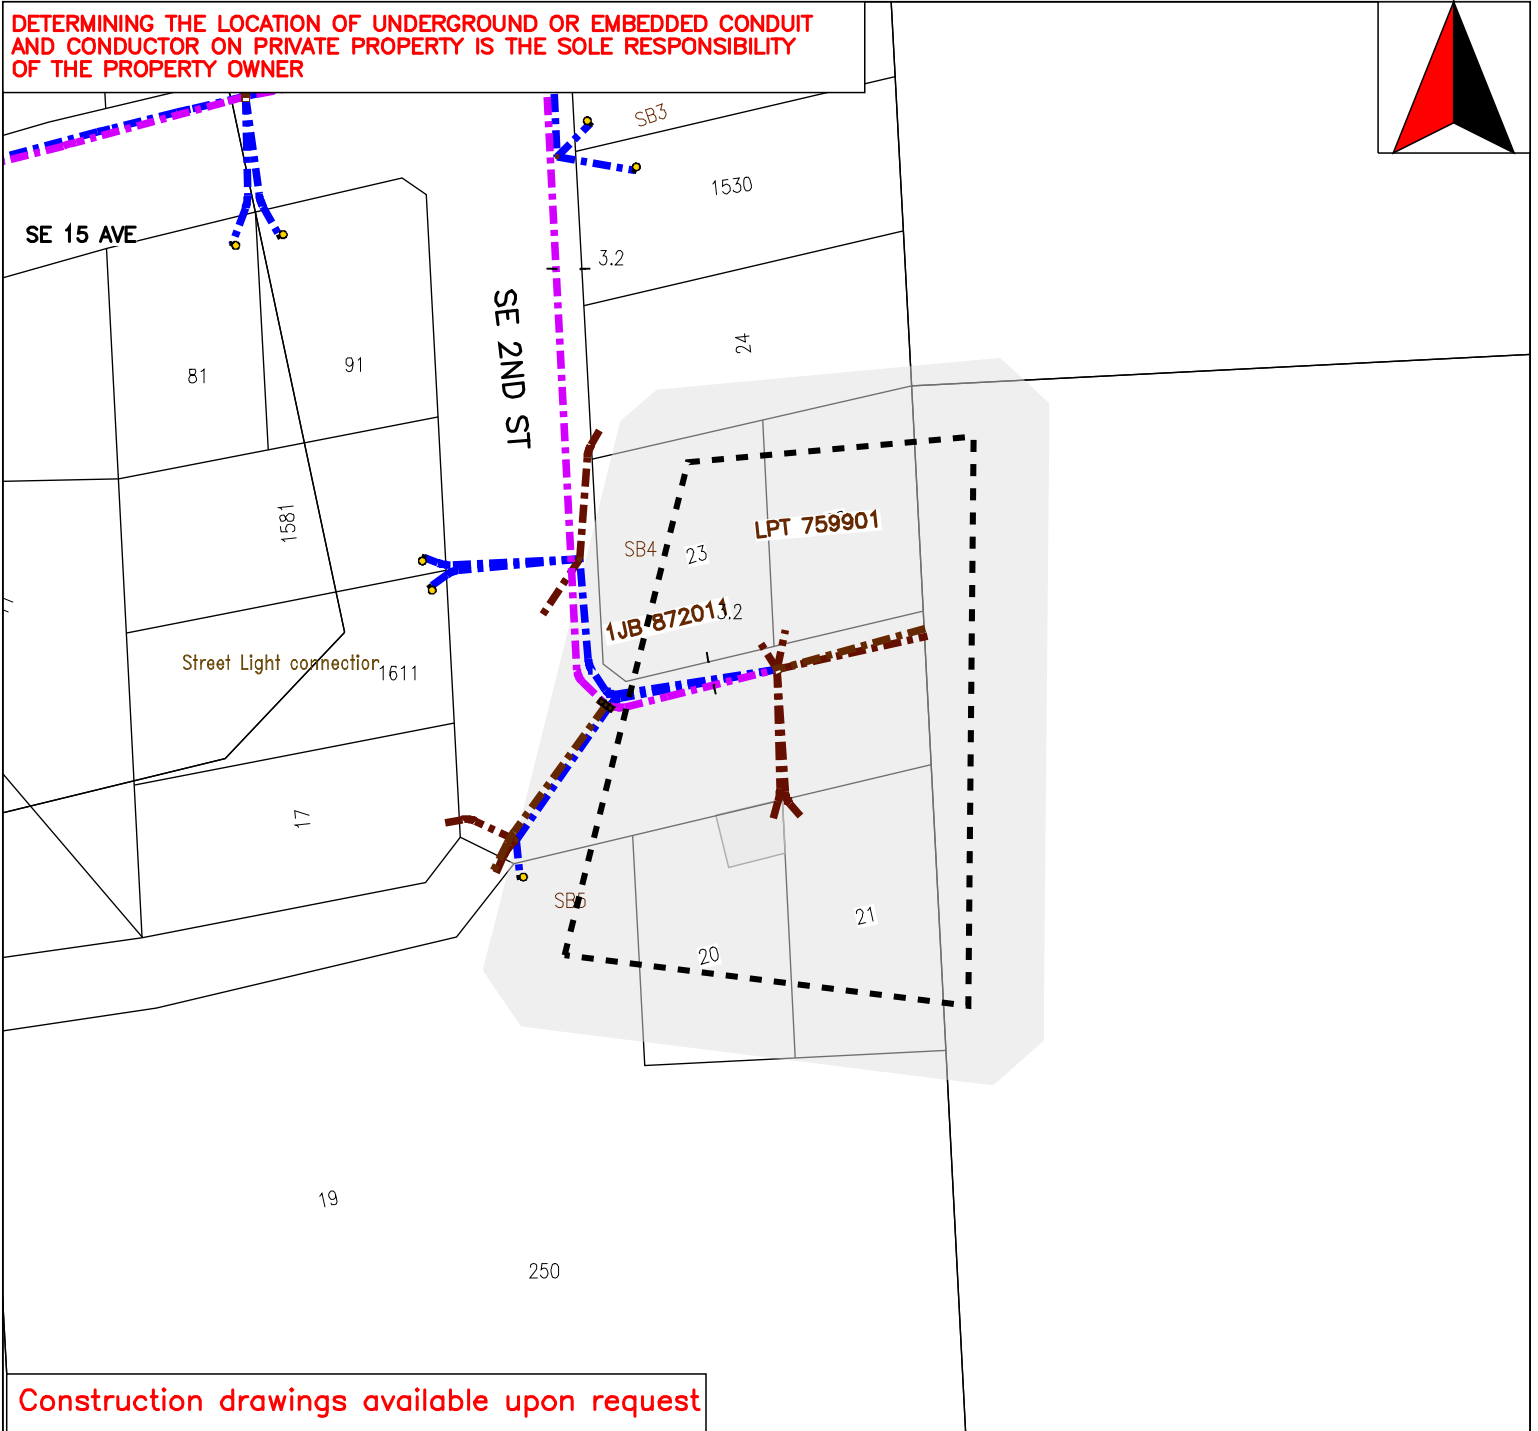 DETERMINING THE LOCATION OF UNDERGROUND OR EMBEDDED CONDUIT
AND CONDUCTOR ON PRIVATE PROPERTY IS THE SOLE RESPONSIBILITY
OF THE PROPERTY OWNER
SB3
1530
SE 15 AVE
3.2
SE 2ND ST
24
91
81
1581
LPT 759901
SB4
23
1JB 872011
3.2
Street Light connection
1611
17
SB5
21
20
19
250
Construction drawings available upon request